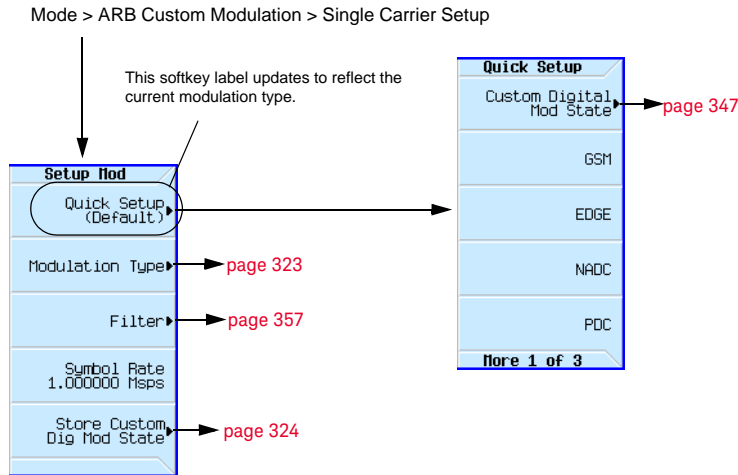 Mode > ARB Custom Modulation > Single Carrier Setup
This softkey label updates to reflect the
current modulation type.
Setup Mod
Quick Setup
(Default)
Modulation Type
page 323
Filter
page 357
Symbol Rate
1.000000 Msps
Store Custom
Dig Mod State
page 324
Quick Setup
Custom Digital
Mod State
page 347
GSM
EDGE
NADC
PDC
More 1 of 3